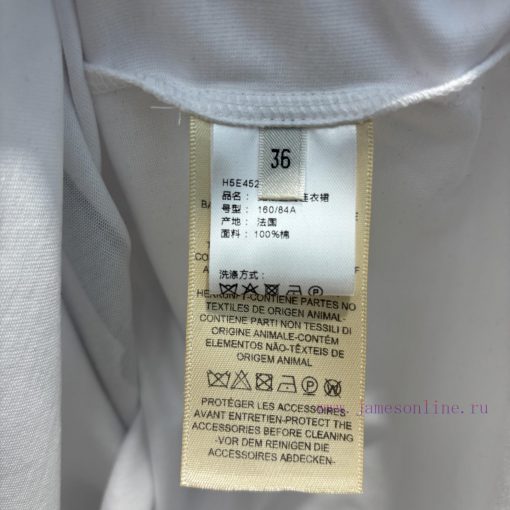 36
H5E452
品名: 连衣裙
号型: 160/84A
产地: 法国
面料: 100%棉
洗涤方式:
CONTIENE PARTES NO
TEXTILES DE ORIGEN ANIMAL-
CONTIENE PARTI NON TESSILI DI
ORIGINE ANIMALE-CONTÉM
ELEMENTOS NÃO-TÊXTEIS DE
ORIGEM ANIMAL
PROTÉGER LES ACCESSOIRES
AVANT ENTRETIEN-PROTECT THE
ACCESSORIES BEFORE CLEANING
-VOR DEM REINIGEN DIE
ACCESSOIRES ABDECKEN-
www.jamesonline.ru